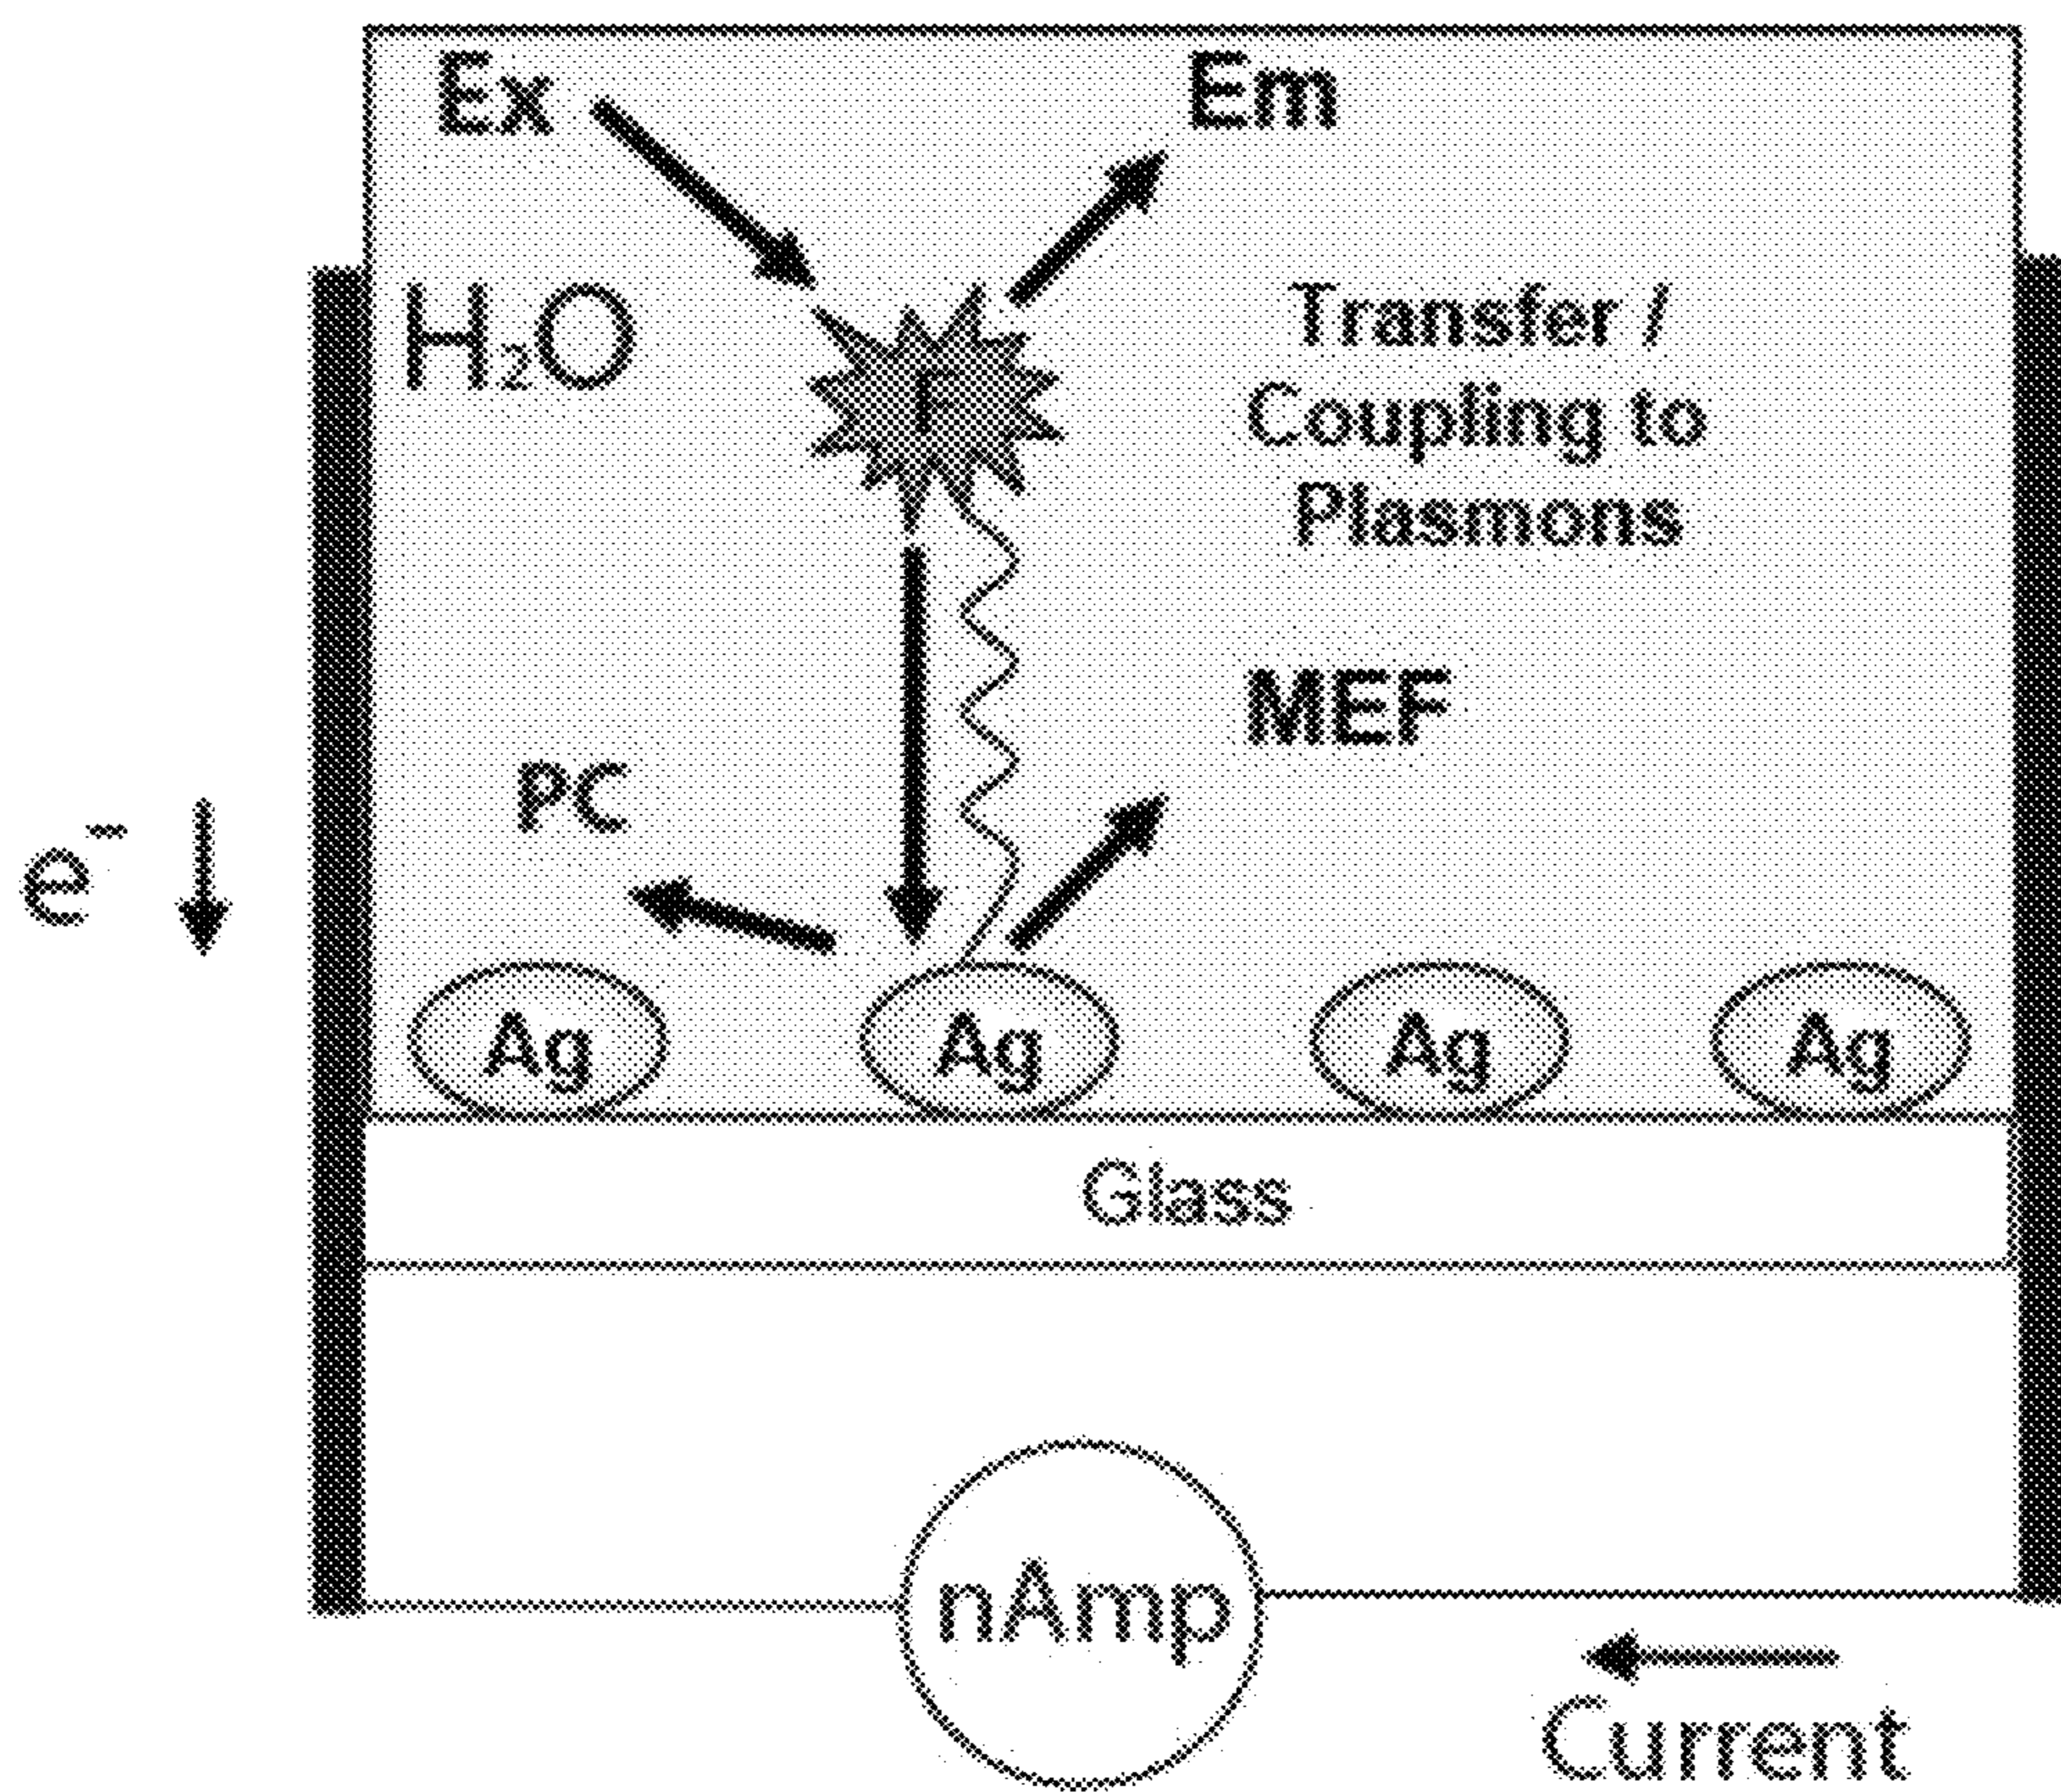 Ex
Em
H₂O
F
Transfer /
Coupling to
Plasmons
MEF
PC
e⁻
Ag
Ag
Ag
Ag
Glass
nAmp
Current